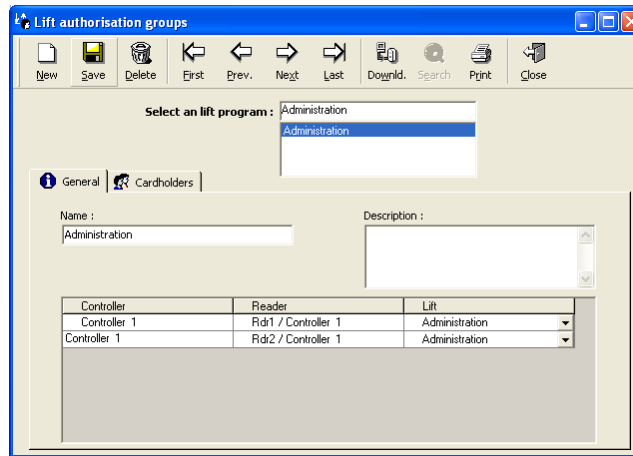 Lift authorisation groups
New Save Delete First Prev. Next Last Downld. Search Print Close
Select an lift program : Administration
Administration
General Cardholders
Name : Description :
Administration
Controller Reader Lift
Controller 1 Rdr1 / Controller 1 Administration
Controller 1 Rdr2 / Controller 1 Administration